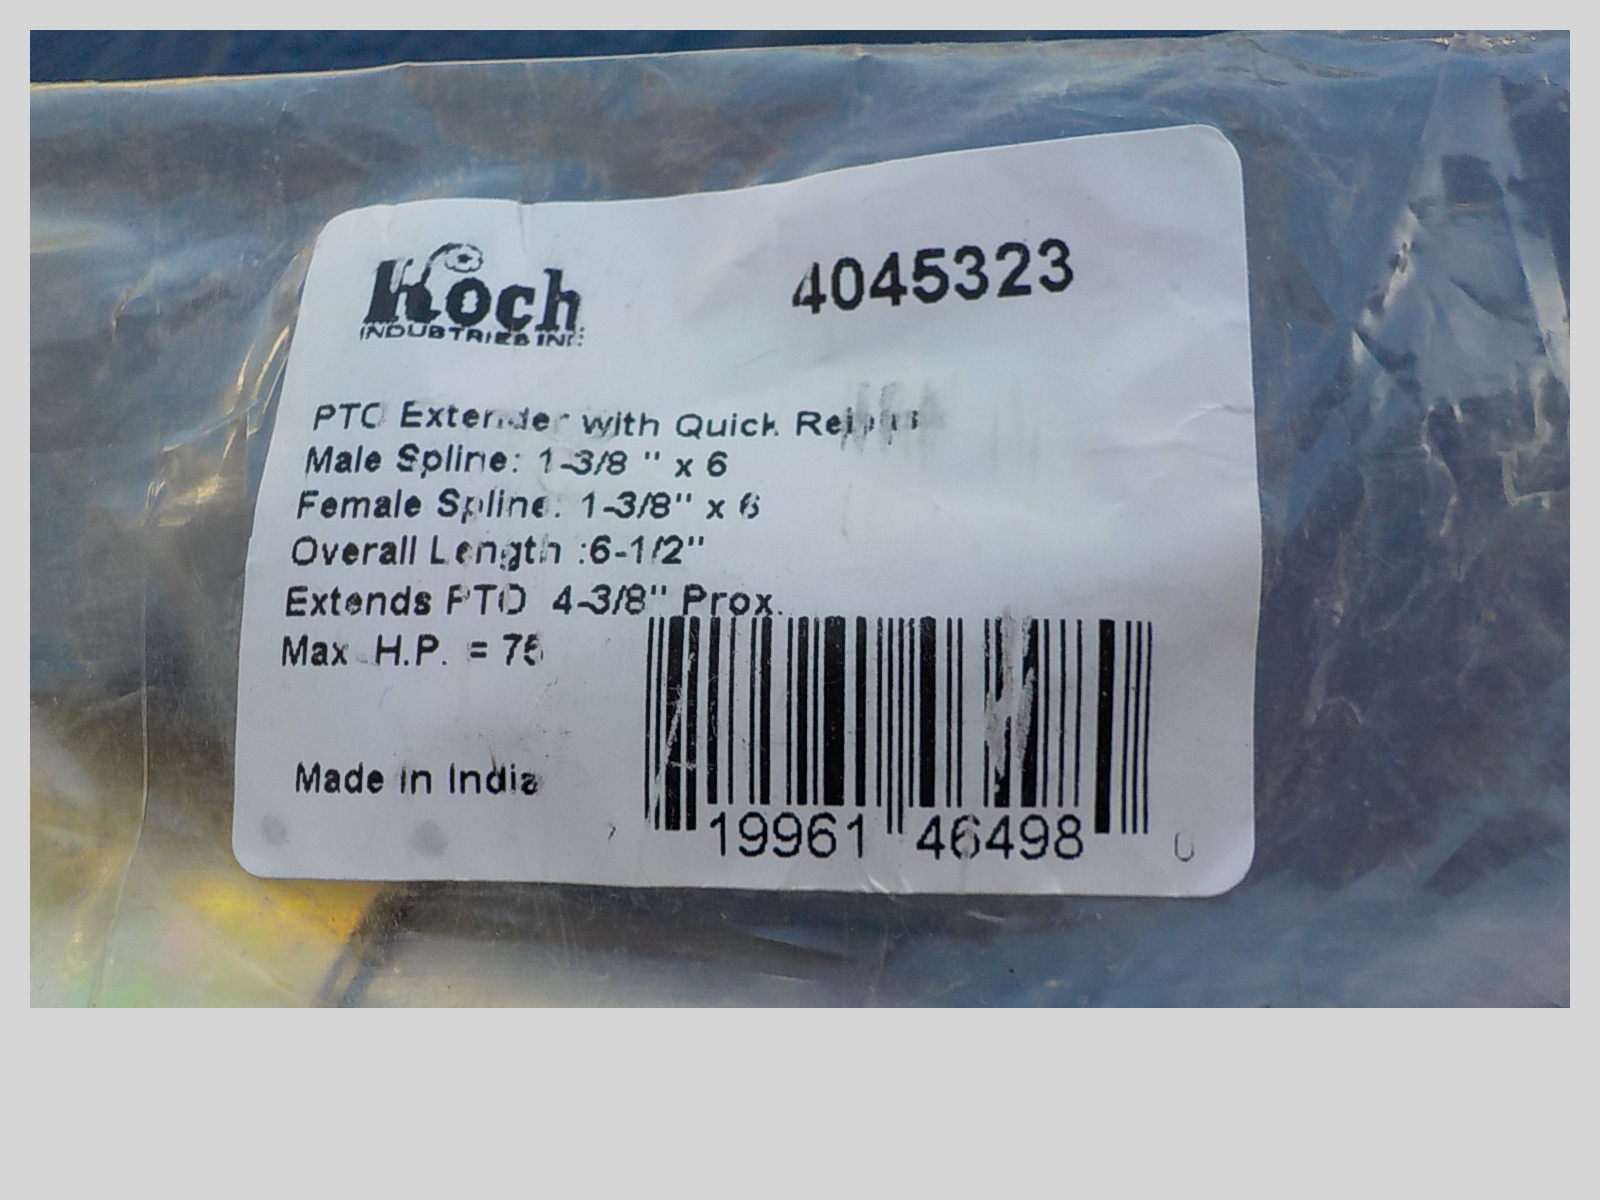 Koch
INDUSTRIES INC
4045323
PTO Extender with Quick
Male Spline: 1-3/8 " x 6
Female Spline: 1-3/8" x 6
Overall Length :6-1/2"
Extends PTO 4-3/8" Prox.
Max H.P. = 75
Made in India
19961 46498 0